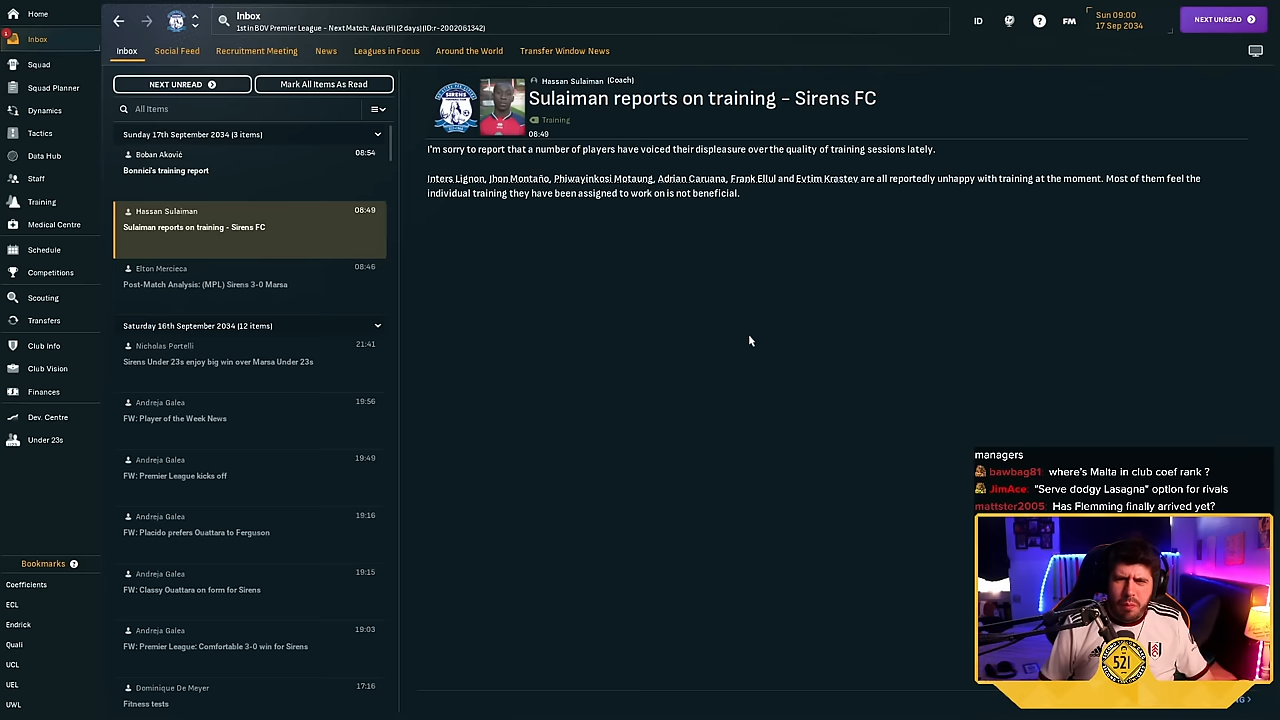 Home
Inbox
Squad
Squad Planner
Dynamics
Tactics
Data Hub
Staff
Training
Medical Centre
Schedule
Competitions
Scouting
Transfers
Club Info
Club Vision
Finances
Dev. Centre
Under 23s
Bookmarks ?
Coefficients
ECL
Endrick
Quali
UCL
UEL
UWL
Inbox
1st in BOV Premier League - Next Match: Ajax (H) (2 days) (ID:r-2002061342)
ID
?
FM
Sun 09:00
17 Sep 2034
NEXT UNREAD
Inbox
Social Feed
Recruitment Meeting
News
Leagues in Focus
Around the World
Transfer Window News
NEXT UNREAD
Mark All Items As Read
All Items
Sunday 17th September 2034 (3 items)
Boban Aković 08:54
Bonnici's training report
Hassan Sulaiman 08:49
Sulaiman reports on training - Sirens FC
Elton Mercieca 08:46
Post-Match Analysis: (MPL) Sirens 3-0 Marsa
Saturday 16th September 2034 (12 items)
Nicholas Portelli 21:41
Sirens Under 23s enjoy big win over Marsa Under 23s
Andreja Galea 19:56
FW: Player of the Week News
Andreja Galea 19:49
FW: Premier League kicks off
Andreja Galea 19:16
FW: Placido prefers Ouattara to Ferguson
Andreja Galea 19:15
FW: Classy Ouattara on form for Sirens
Andreja Galea 19:03
FW: Premier League: Comfortable 3-0 win for Sirens
Dominique De Meyer 17:16
Fitness tests
SIRENS
Hassan Sulaiman (Coach)
Sulaiman reports on training - Sirens FC
Training
08:49
I'm sorry to report that a number of players have voiced their displeasure over the quality of training sessions lately.
Inters Lignon, Jhon Montaño, Phiwayinkosi Motaung, Adrian Caruana, Frank Ellul and Evtim Krastev are all reportedly unhappy with training at the moment. Most of them feel the
individual training they have been assigned to work on is not beneficial.
managers
bawbag81: where's Malta in club coef rank ?
JimAce: "Serve dodgy Lasagna" option for rivals
mattster2005: Has Flemming finally arrived yet?
521